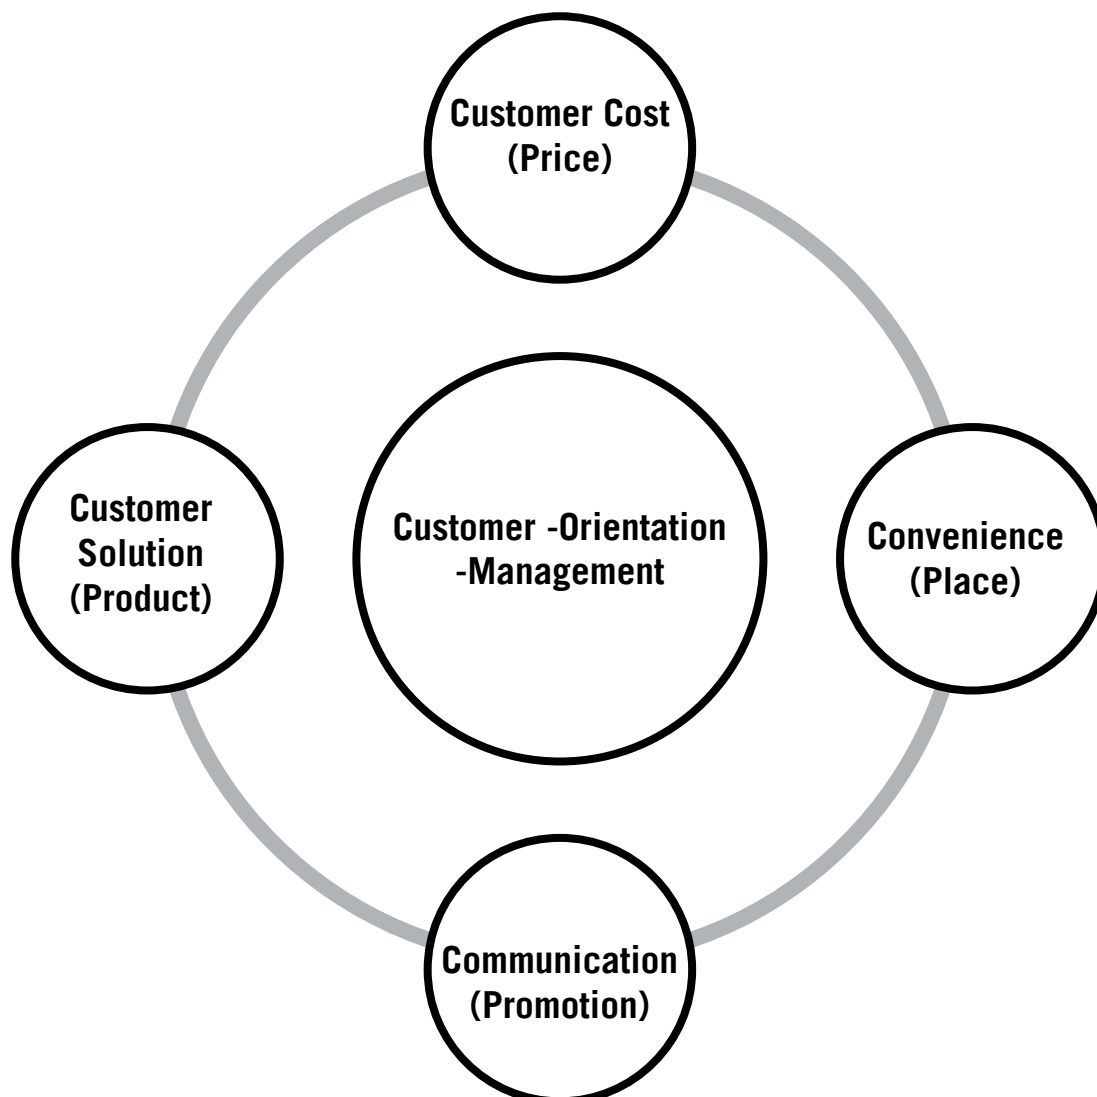 Customer Cost
(Price)
Customer
Solution
(Product)
Customer -Orientation
-Management
Convenience
(Place)
Communication
(Promotion)